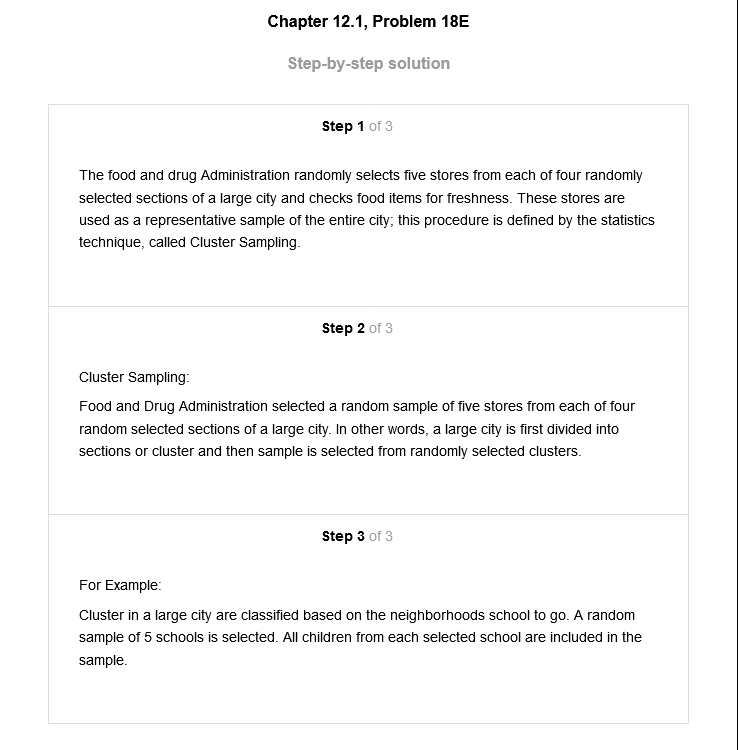 Chapter 12.1, Problem 18E
Step-by-step solution
Step 1 of 3
The food and drug Administration randomly selects five stores from each of four randomly
selected sections of a large city and checks food items for freshness. These stores are
used as a representative sample of the entire city; this procedure is defined by the statistics
technique, called Cluster Sampling.
Step 2 of 3
Cluster Sampling:
Food and Drug Administration selected a random sample of five stores from each of four
random selected sections of a large city. In other words, a large city is first divided into
sections or cluster and then sample is selected from randomly selected clusters.
Step 3 of 3
For Example:
Cluster in a large city are classified based on the neighborhoods school to go. A random
sample of 5 schools is selected. All children from each selected school are included in the
sample.